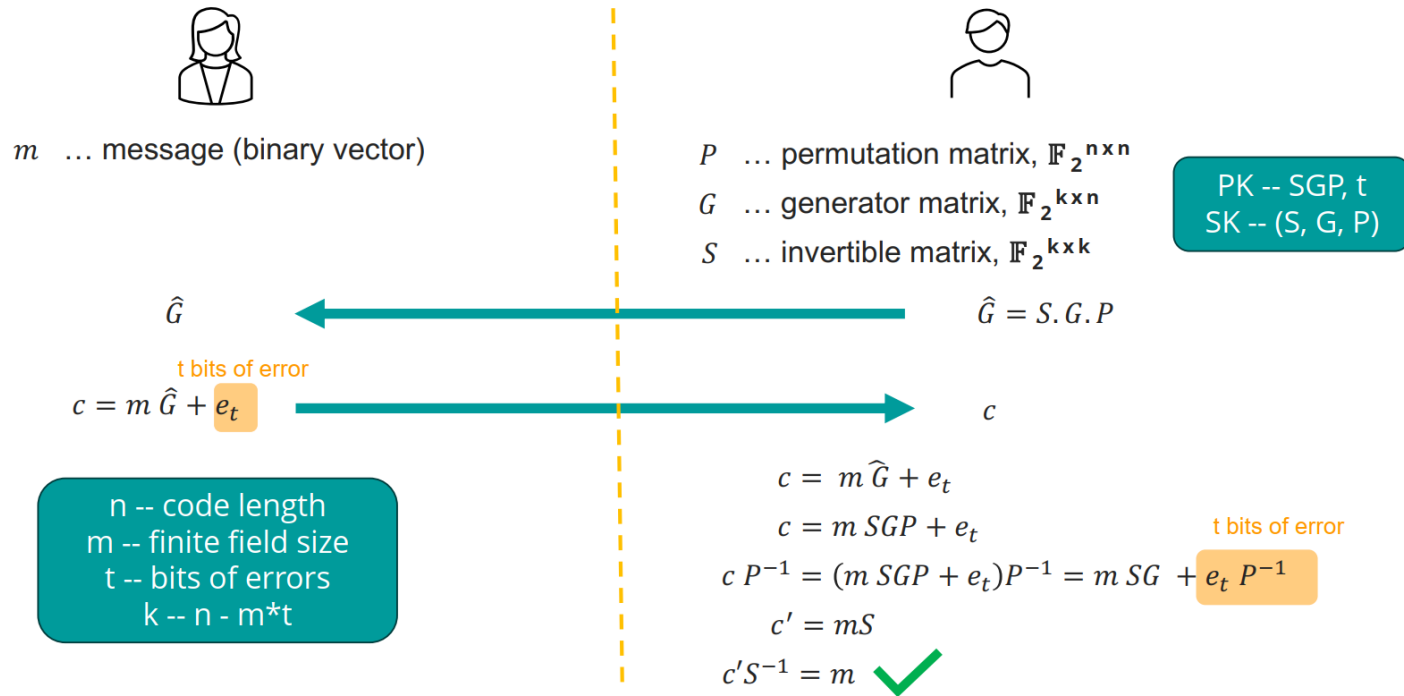 m … message (binary vector)
P … permutation matrix, 𝔽₂ⁿˣⁿ
G … generator matrix, 𝔽₂ᵏˣⁿ
S … invertible matrix, 𝔽₂ᵏˣᵏ
PK -- SGP, t
SK -- (S, G, P)
Ĝ
Ĝ = S.G.P
t bits of error
c = m Ĝ + eₜ
c
n -- code length
m -- finite field size
t -- bits of errors
k -- n - m*t
c = m Ĝ + eₜ
c = m SGP + eₜ
t bits of error
c P⁻¹ = (m SGP + eₜ)P⁻¹ = m SG + eₜ P⁻¹
c′ = mS
c′S⁻¹ = m